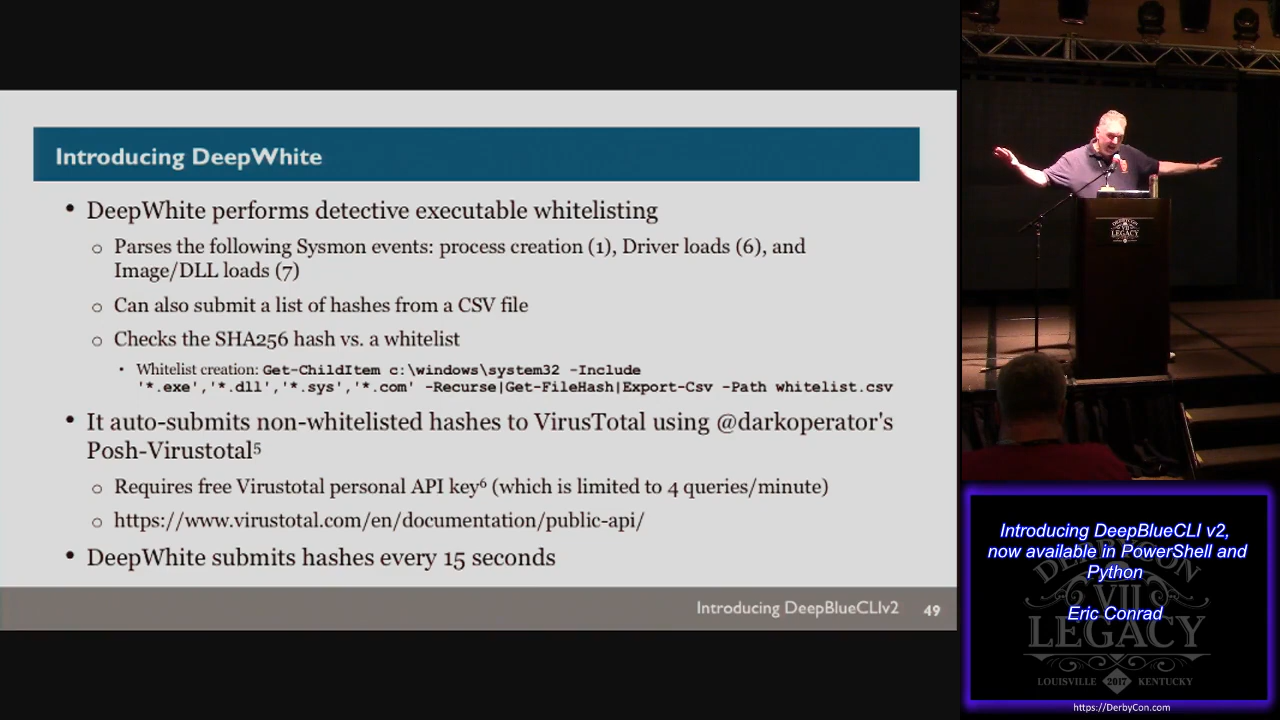 Introducing DeepWhite
• DeepWhite performs detective executable whitelisting
o Parses the following Sysmon events: process creation (1), Driver loads (6), and
Image/DLL loads (7)
o Can also submit a list of hashes from a CSV file
o Checks the SHA256 hash vs. a whitelist
• Whitelist creation: Get-ChildItem c:\windows\system32 -Include
'*.exe','*.dll','*.sys','*.com' -Recurse|Get-FileHash|Export-Csv -Path whitelist.csv
• It auto-submits non-whitelisted hashes to VirusTotal using @darkoperator's
Posh-Virustotal⁵
o Requires free Virustotal personal API key⁶ (which is limited to 4 queries/minute)
o https://www.virustotal.com/en/documentation/public-api/
• DeepWhite submits hashes every 15 seconds
Introducing DeepBlueCLIv2 49
LEGACY
Introducing DeepBlueCLI v2,
now available in PowerShell and
Python
Eric Conrad
DERBYCON
VII
LEGACY
LOUISVILLE 2017 KENTUCKY
https://DerbyCon.com